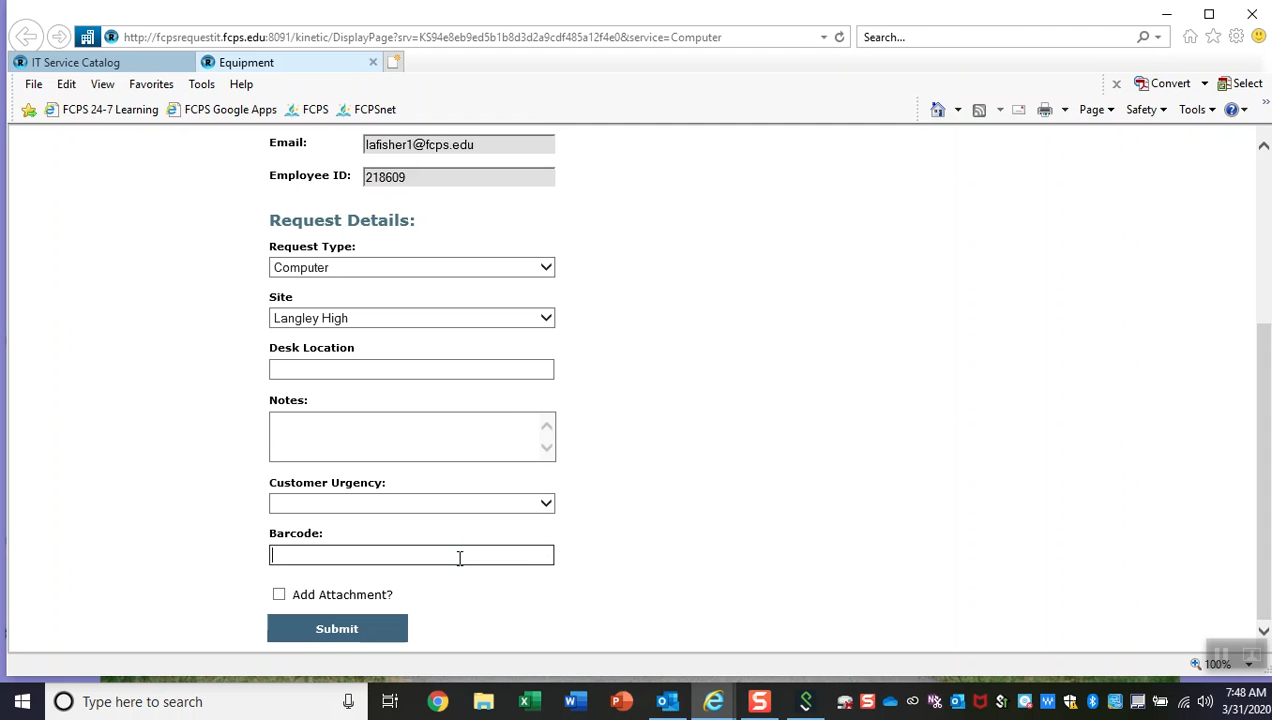 http://fcpsrequestit.fcps.edu:8091/kinetic/DisplayPage?srv=KS94e8eb9ed5b1b8d3d2a9cdf485a12f4e0&service=Computer
Search...
IT Service Catalog
Equipment
File Edit View Favorites Tools Help
Convert Select
FCPS 24-7 Learning FCPS Google Apps FCPS FCPSnet
Page Safety Tools
Email: lafisher1@fcps.edu
Employee ID: 218609
Request Details:
Request Type:
Computer
Site
Langley High
Desk Location
Notes:
Customer Urgency:
Barcode:
Add Attachment?
Submit
100%
Type here to search
7:48 AM
3/31/2020